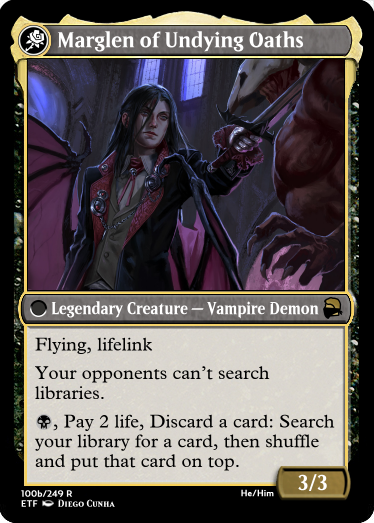 Marglen of Undying Oaths
Legendary Creature — Vampire Demon
Flying, lifelink
Your opponents can't search
libraries.
, Pay 2 life, Discard a card: Search
your library for a card, then shuffle
and put that card on top.
3/3
100b/249 R
He/Him
ETF DIEGO CUNHA